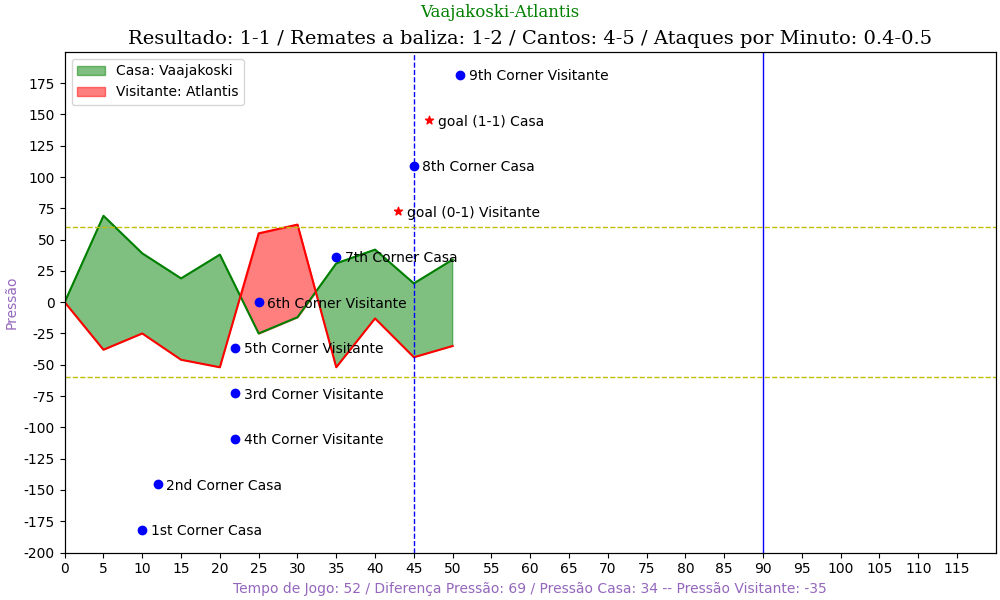 Vaajakoski-Atlantis
Resultado: 1-1 / Remates a baliza: 1-2 / Cantos: 4-5 / Ataques por Minuto: 0.4-0.5
Casa: Vaajakoski
Visitante: Atlantis
9th Corner Visitante
goal (1-1) Casa
8th Corner Casa
goal (0-1) Visitante
7th Corner Casa
6th Corner Visitante
5th Corner Visitante
3rd Corner Visitante
4th Corner Visitante
2nd Corner Casa
1st Corner Casa
Pressão
175
150
125
100
75
50
25
0
-25
-50
-75
-100
-125
-150
-175
-200
0 5 10 15 20 25 30 35 40 45 50 55 60 65 70 75 80 85 90 95 100 105 110 115
Tempo de Jogo: 52 / Diferença Pressão: 69 / Pressão Casa: 34 -- Pressão Visitante: -35